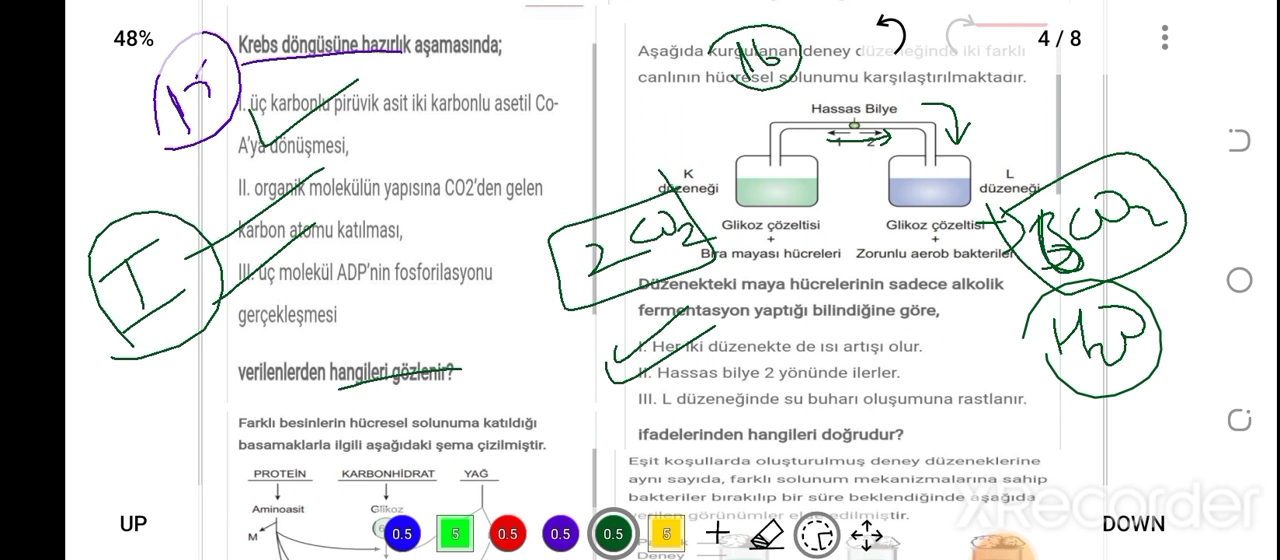 48%
4 / 8
15
Krebs döngüsüne hazırlık aşamasında;
I. üç karbonlu pirüvik asit iki karbonlu asetil Co-
A'ya dönüşmesi,
II. organik molekülün yapısına CO2'den gelen
karbon atomu katılması,
III. üç molekül ADP'nin fosforilasyonu
gerçekleşmesi
verilenlerden hangileri gözlenir?
I
Farklı besinlerin hücresel solunuma katıldığı
basamaklarla ilgili aşağıdaki şema çizilmiştir.
PROTEİN KARBONHİDRAT YAĞ
Aminoasit Glikoz
M
16
Aşağıda kurgulanan deney düzeneğinde iki farklı
canlının hücresel solunumu karşılaştırılmaktadır.
Hassas Bilye
1 2
K
düzeneği
L
düzeneği
Glikoz çözeltisi
+
Bira mayası hücreleri
Glikoz çözeltisi
+
Zorunlu aerob bakteriler
2 CO2
CO2
H2O
Düzenekteki maya hücrelerinin sadece alkolik
fermentasyon yaptığı bilindiğine göre,
I. Her iki düzenekte de ısı artışı olur.
II. Hassas bilye 2 yönünde ilerler.
III. L düzeneğinde su buharı oluşumuna rastlanır.
ifadelerinden hangileri doğrudur?
Eşit koşullarda oluşturulmuş deney düzeneklerine
aynı sayıda, farklı solunum mekanizmalarına sahip
bakteriler bırakılıp bir süre beklendiğinde aşağıda
verilen görünümler elde edilmiştir.
Deney
UP
0.5 5 0.5 0.5 0.5 5
DOWN
XRecorder